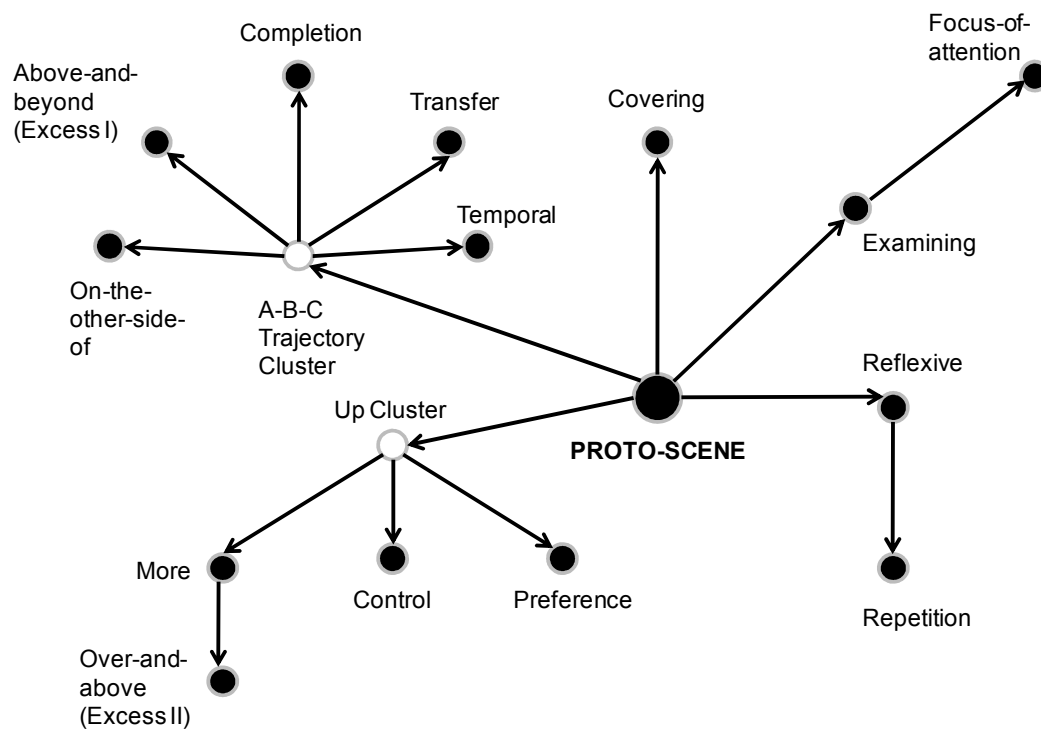 Completion
Focus-of-
attention
Above-and-
beyond
(Excess I)
Transfer
Covering
Temporal
Examining
On-the-
other-side-
of
A-B-C
Trajectory
Cluster
Reflexive
Up Cluster
PROTO-SCENE
More
Control
Preference
Repetition
Over-and-
above
(Excess II)